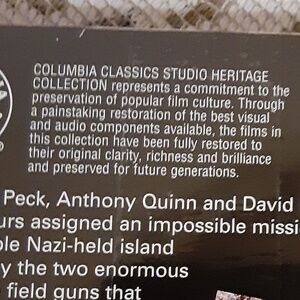 COLUMBIA CLASSICS STUDIO HERITAGE
COLLECTION represents a commitment to the
preservation of popular film culture. Through
a painstaking restoration of the best visual
and audio components available, the films in
this collection have been fully restored to
their original clarity, richness and brilliance
and preserved for future generations.
®
Peck, Anthony Quinn and David
urs assigned an impossible missi
ble Nazi-held island
y the two enormous
e field guns that